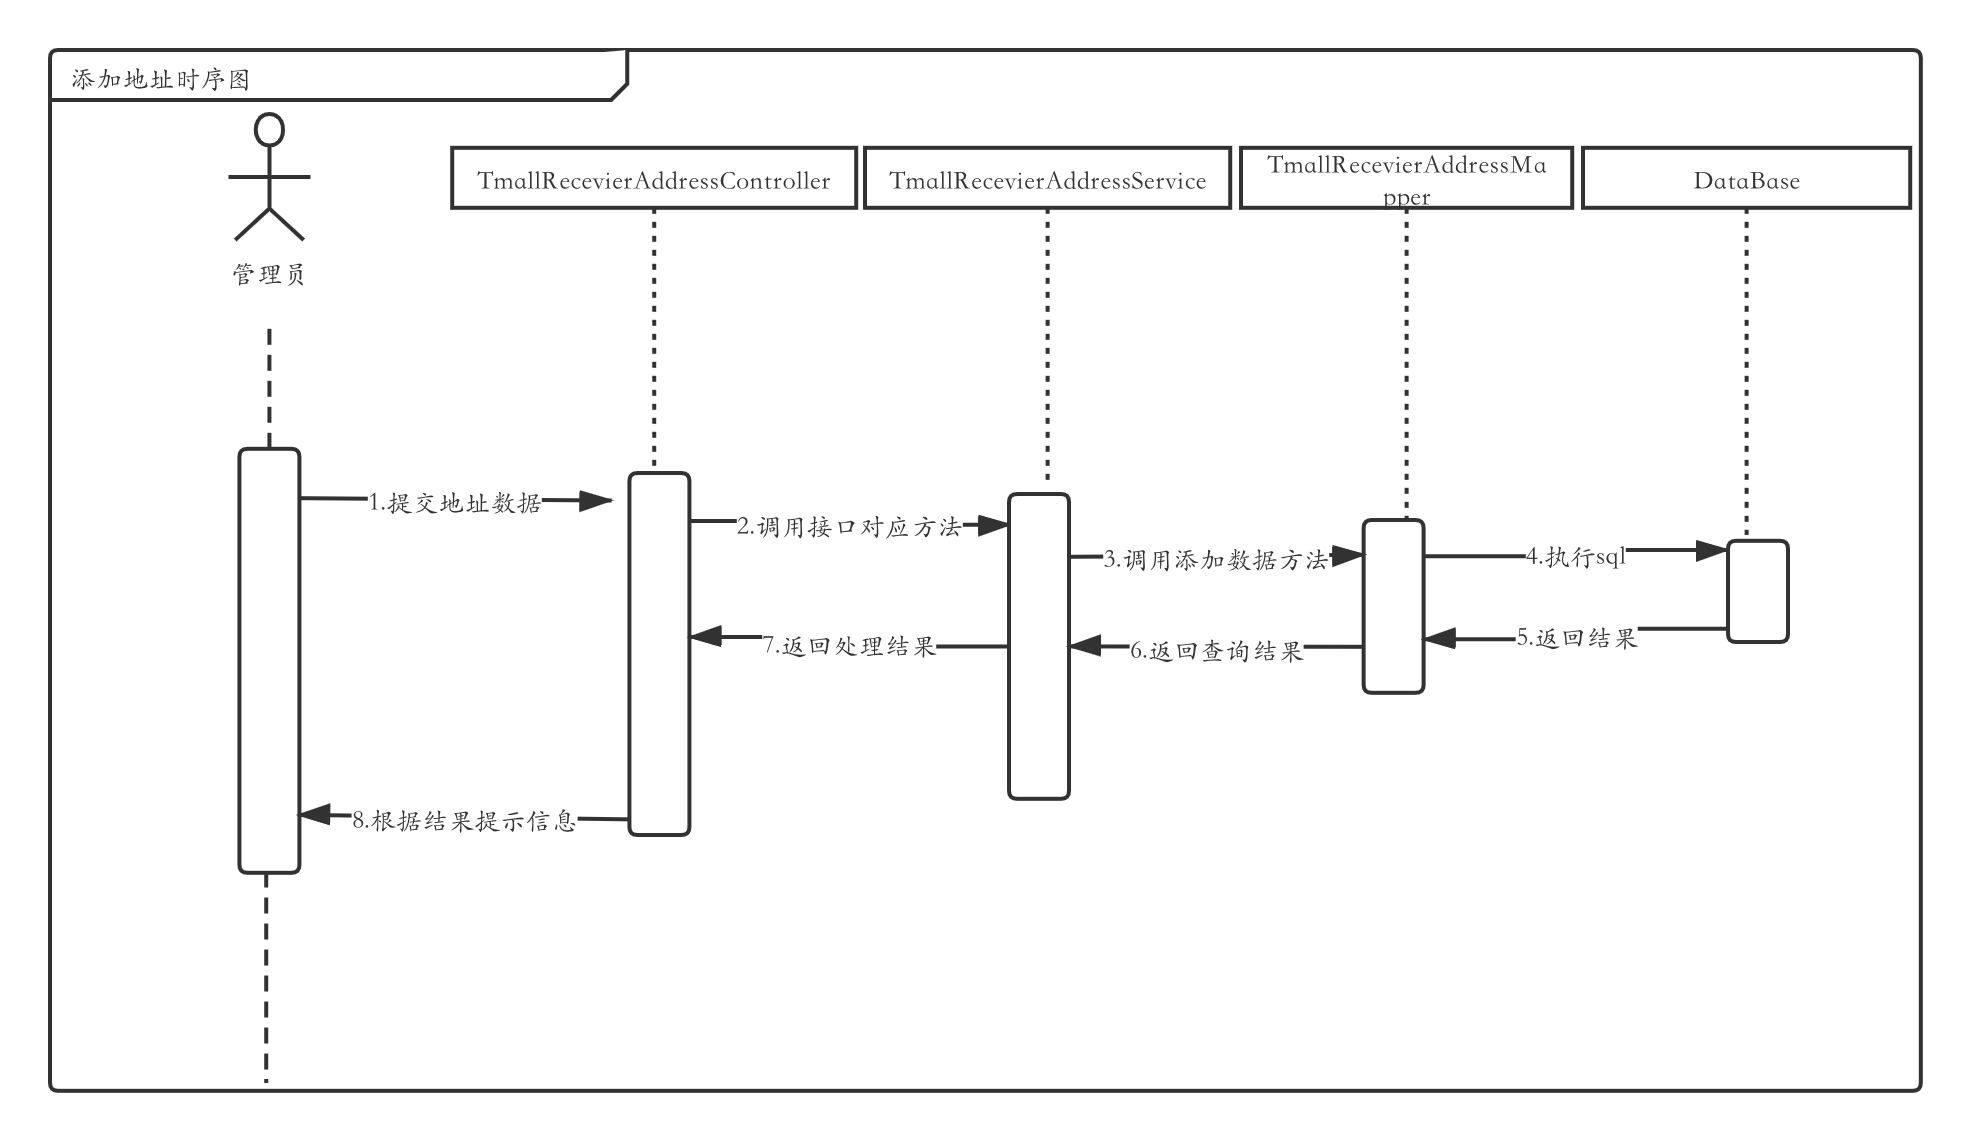 添加地址时序图
TmallRecevierAddressController
TmallRecevierAddressService
TmallRecevierAddressMa
pper
DataBase
管理员
1.提交地址数据
2.调用接口对应方法
3.调用添加数据方法
4.执行sql
5.返回结果
6.返回查询结果
7.返回处理结果
8.根据结果提示信息